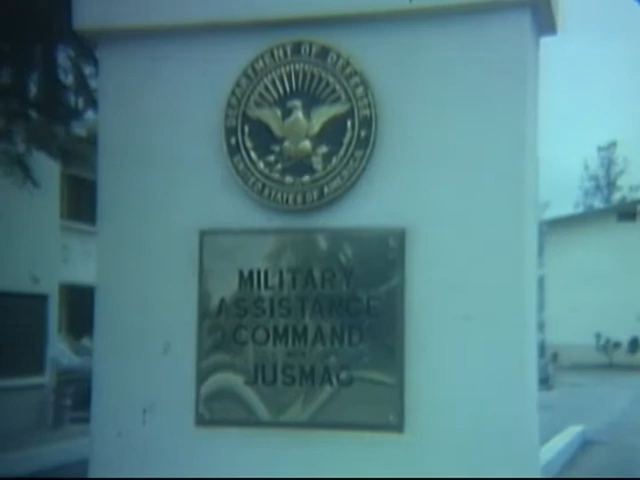 DEPARTMENT OF DEFENSE
UNITED STATES OF AMERICA
MILITARY
ASSISTANCE
COMMAND
JUSMAG